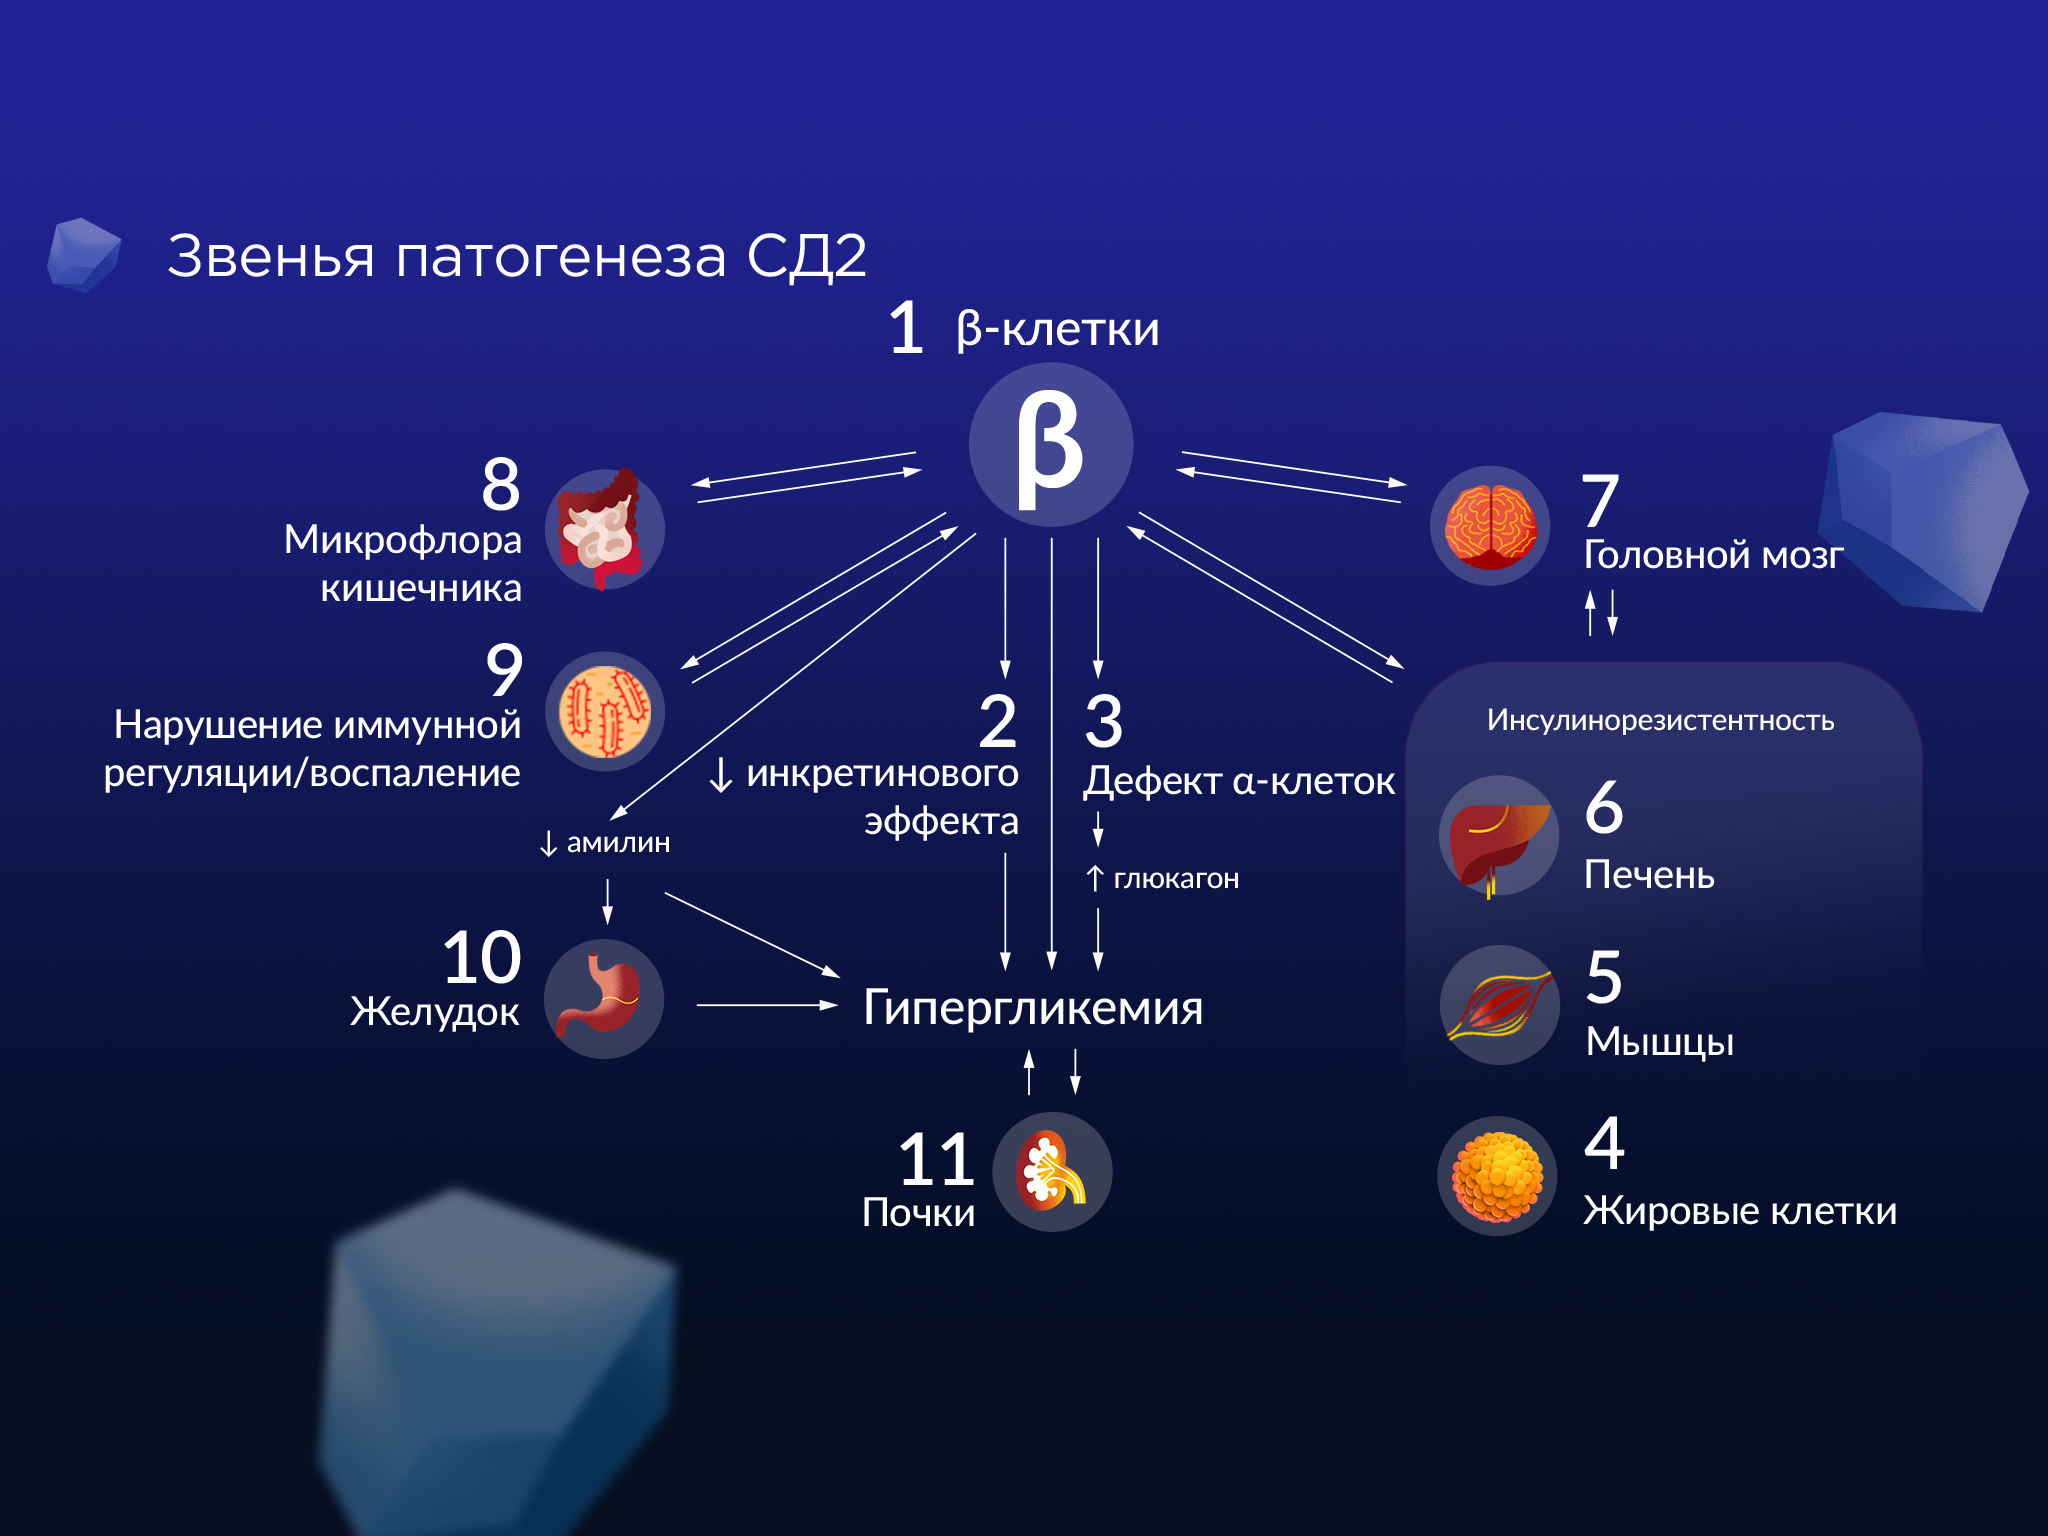 Звенья патогенеза СД2
1 β-клетки
β
8
Микрофлора
кишечника
7
Головной мозг
9
Нарушение иммунной
регуляции/воспаление
2
↓ инкретинового
эффекта
3
Дефект α-клеток
↑ глюкагон
↓ амилин
10
Желудок
Гипергликемия
11
Почки
Инсулинорезистентность
6
Печень
5
Мышцы
4
Жировые клетки